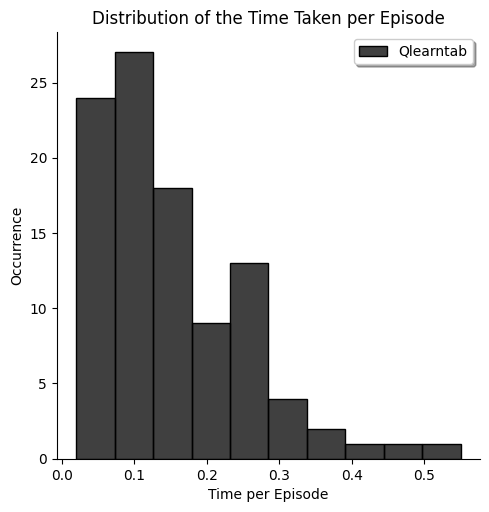 Distribution of the Time Taken per Episode
Qlearntab
25
20
15
10
5
0
Occurrence
0.0 0.1 0.2 0.3 0.4 0.5
Time per Episode